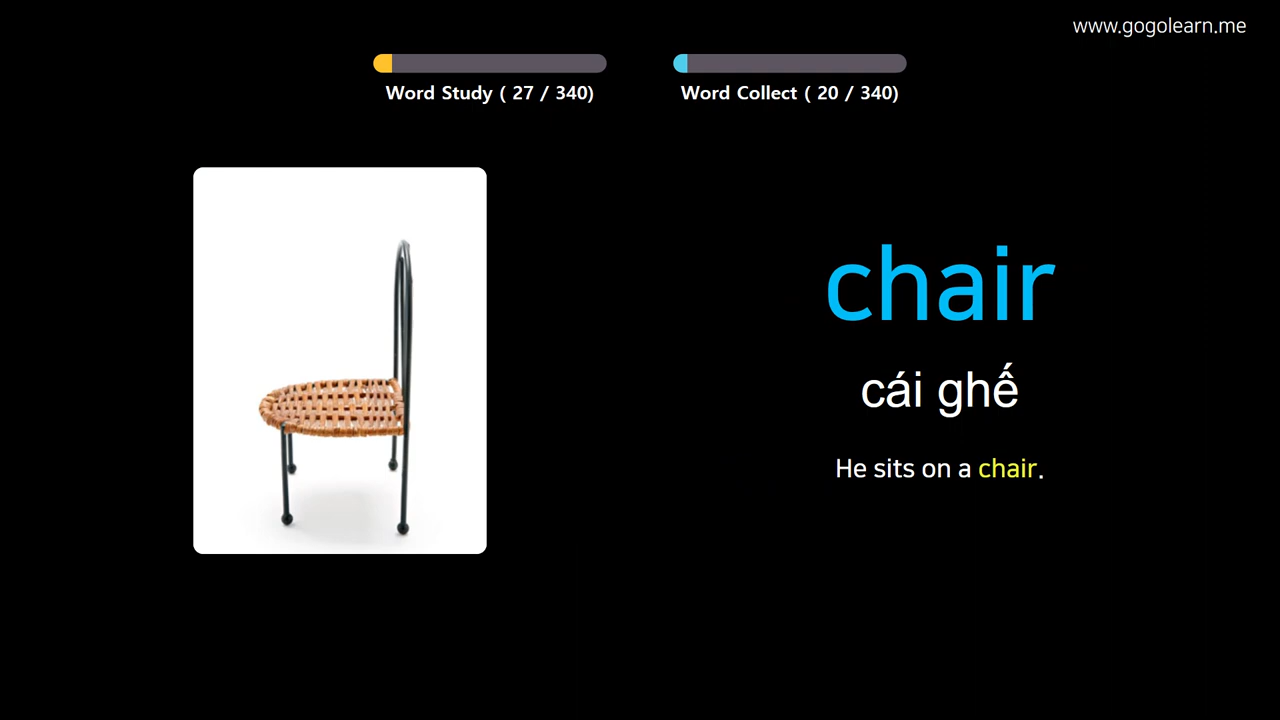 www.gogolearn.me
Word Study ( 27 / 340)
Word Collect ( 20 / 340)
chair
cái ghế
He sits on a chair.